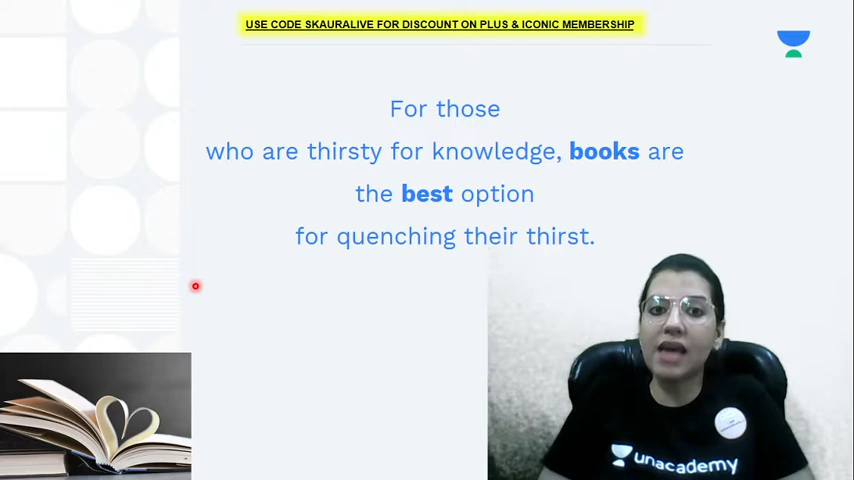 USE CODE SKAURALIVE FOR DISCOUNT ON PLUS & ICONIC MEMBERSHIP
For those
who are thirsty for knowledge, books are
the best option
for quenching their thirst.
unacademy